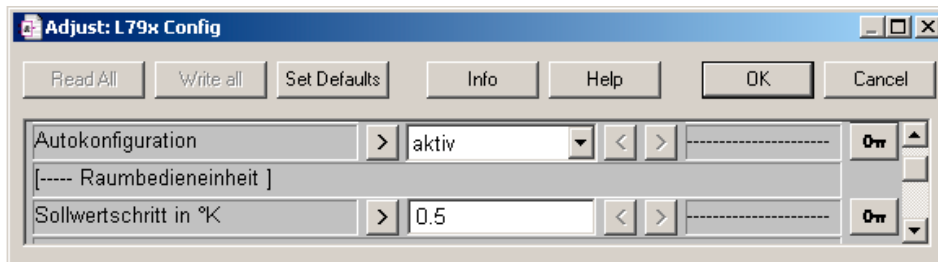 Adjust: L79x Config
Read All Write all Set Defaults Info Help OK Cancel
Autokonfiguration > aktiv < > ----------------------
[----- Raumbedieneinheit ]
Sollwertschritt in °K > 0.5 < > ----------------------